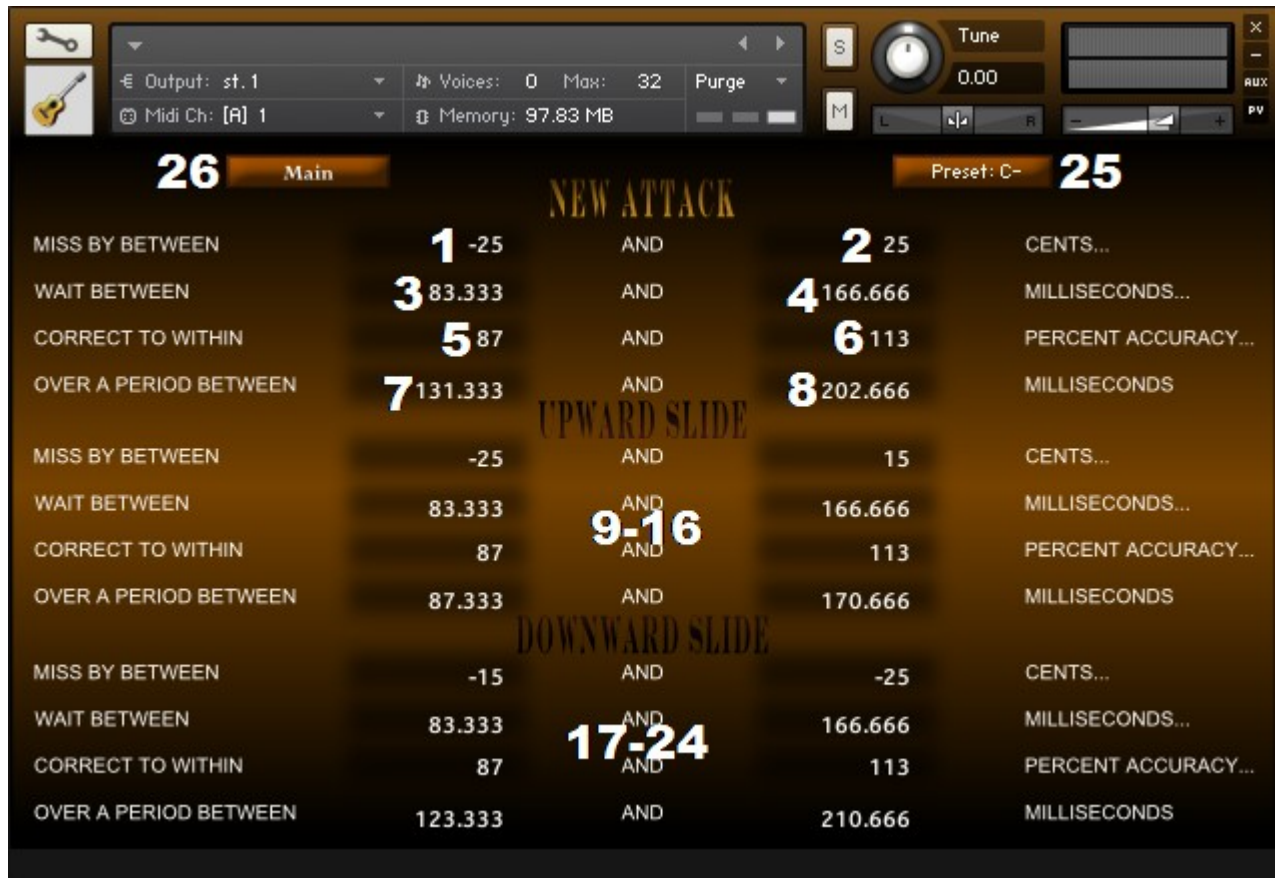 S Tune ×
Output: st.1 Voices: 0 Max: 32 Purge 0.00 −
AUX
Midi Ch: [A] 1 Memory: 97.83 MB M L R − + PV
26 Main Preset: C- 25
NEW ATTACK
MISS BY BETWEEN 1 -25 AND 2 25 CENTS...
WAIT BETWEEN 3 83.333 AND 4 166.666 MILLISECONDS...
CORRECT TO WITHIN 5 87 AND 6 113 PERCENT ACCURACY...
OVER A PERIOD BETWEEN 7 131.333 AND 8 202.666 MILLISECONDS
UPWARD SLIDE
MISS BY BETWEEN -25 AND 15 CENTS...
WAIT BETWEEN 83.333 AND 166.666 MILLISECONDS...
9-16
CORRECT TO WITHIN 87 AND 113 PERCENT ACCURACY...
OVER A PERIOD BETWEEN 87.333 AND 170.666 MILLISECONDS
DOWNWARD SLIDE
MISS BY BETWEEN -15 AND -25 CENTS...
WAIT BETWEEN 83.333 AND 166.666 MILLISECONDS...
17-24
CORRECT TO WITHIN 87 AND 113 PERCENT ACCURACY...
OVER A PERIOD BETWEEN 123.333 AND 210.666 MILLISECONDS